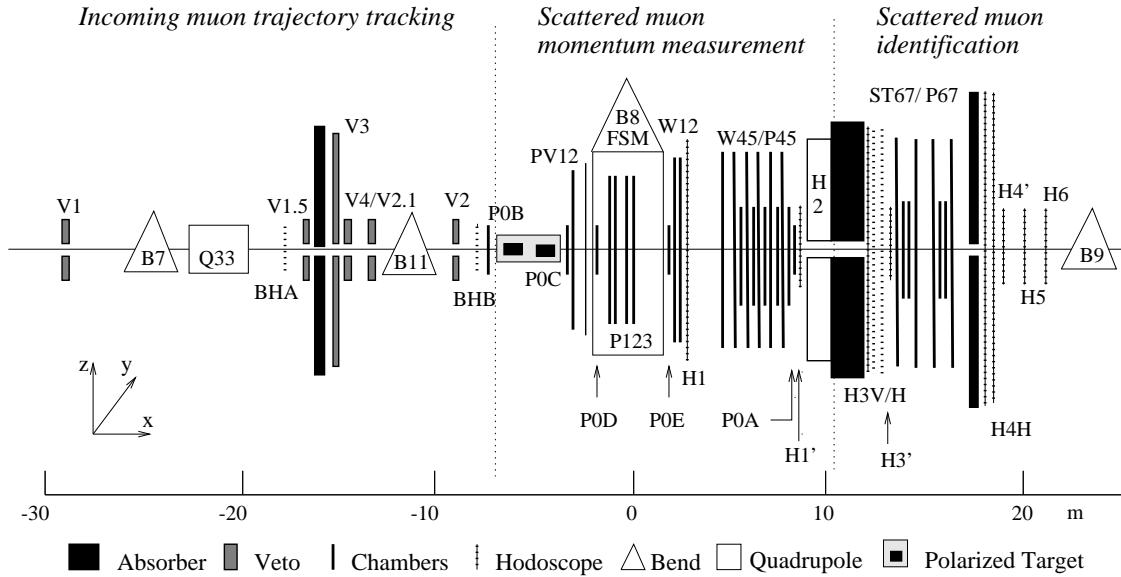 Incoming muon trajectory tracking
Scattered muon
momentum measurement
Scattered muon
identification
V1
B7
Q33
V1.5
BHA
V3
V4/V2.1
B11
V2
BHB
P0B
P0C
PV12
B8
FSM
P123
W12
H1
W45/P45
H
2
ST67/ P67
H3V/H
H4'
H5
H6
B9
P0D
P0E
P0A
H1'
H3'
H4H
z
y
x
-30
-20
-10
0
10
20
m
Absorber
Veto
Chambers
Hodoscope
Bend
Quadrupole
Polarized Target